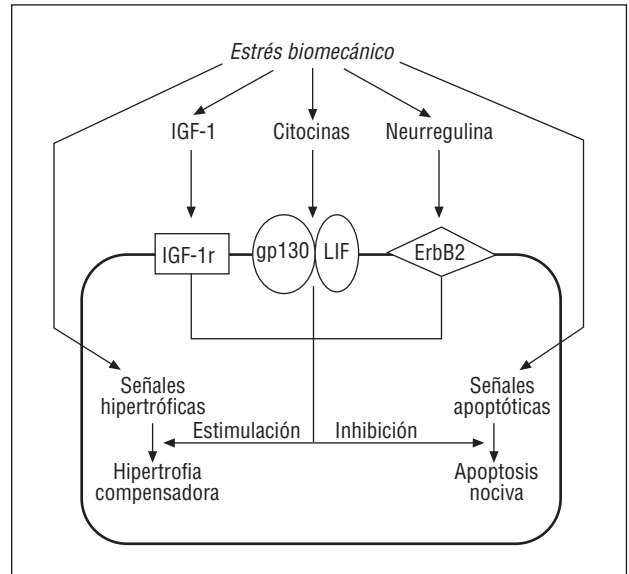 Estrés biomecánico
IGF-1 Citocinas Neurregulina
IGF-1r gp130 LIF ErbB2
Señales
hipertróficas
Señales
apoptóticas
Estimulación Inhibición
Hipertrofia
compensadora
Apoptosis
nociva